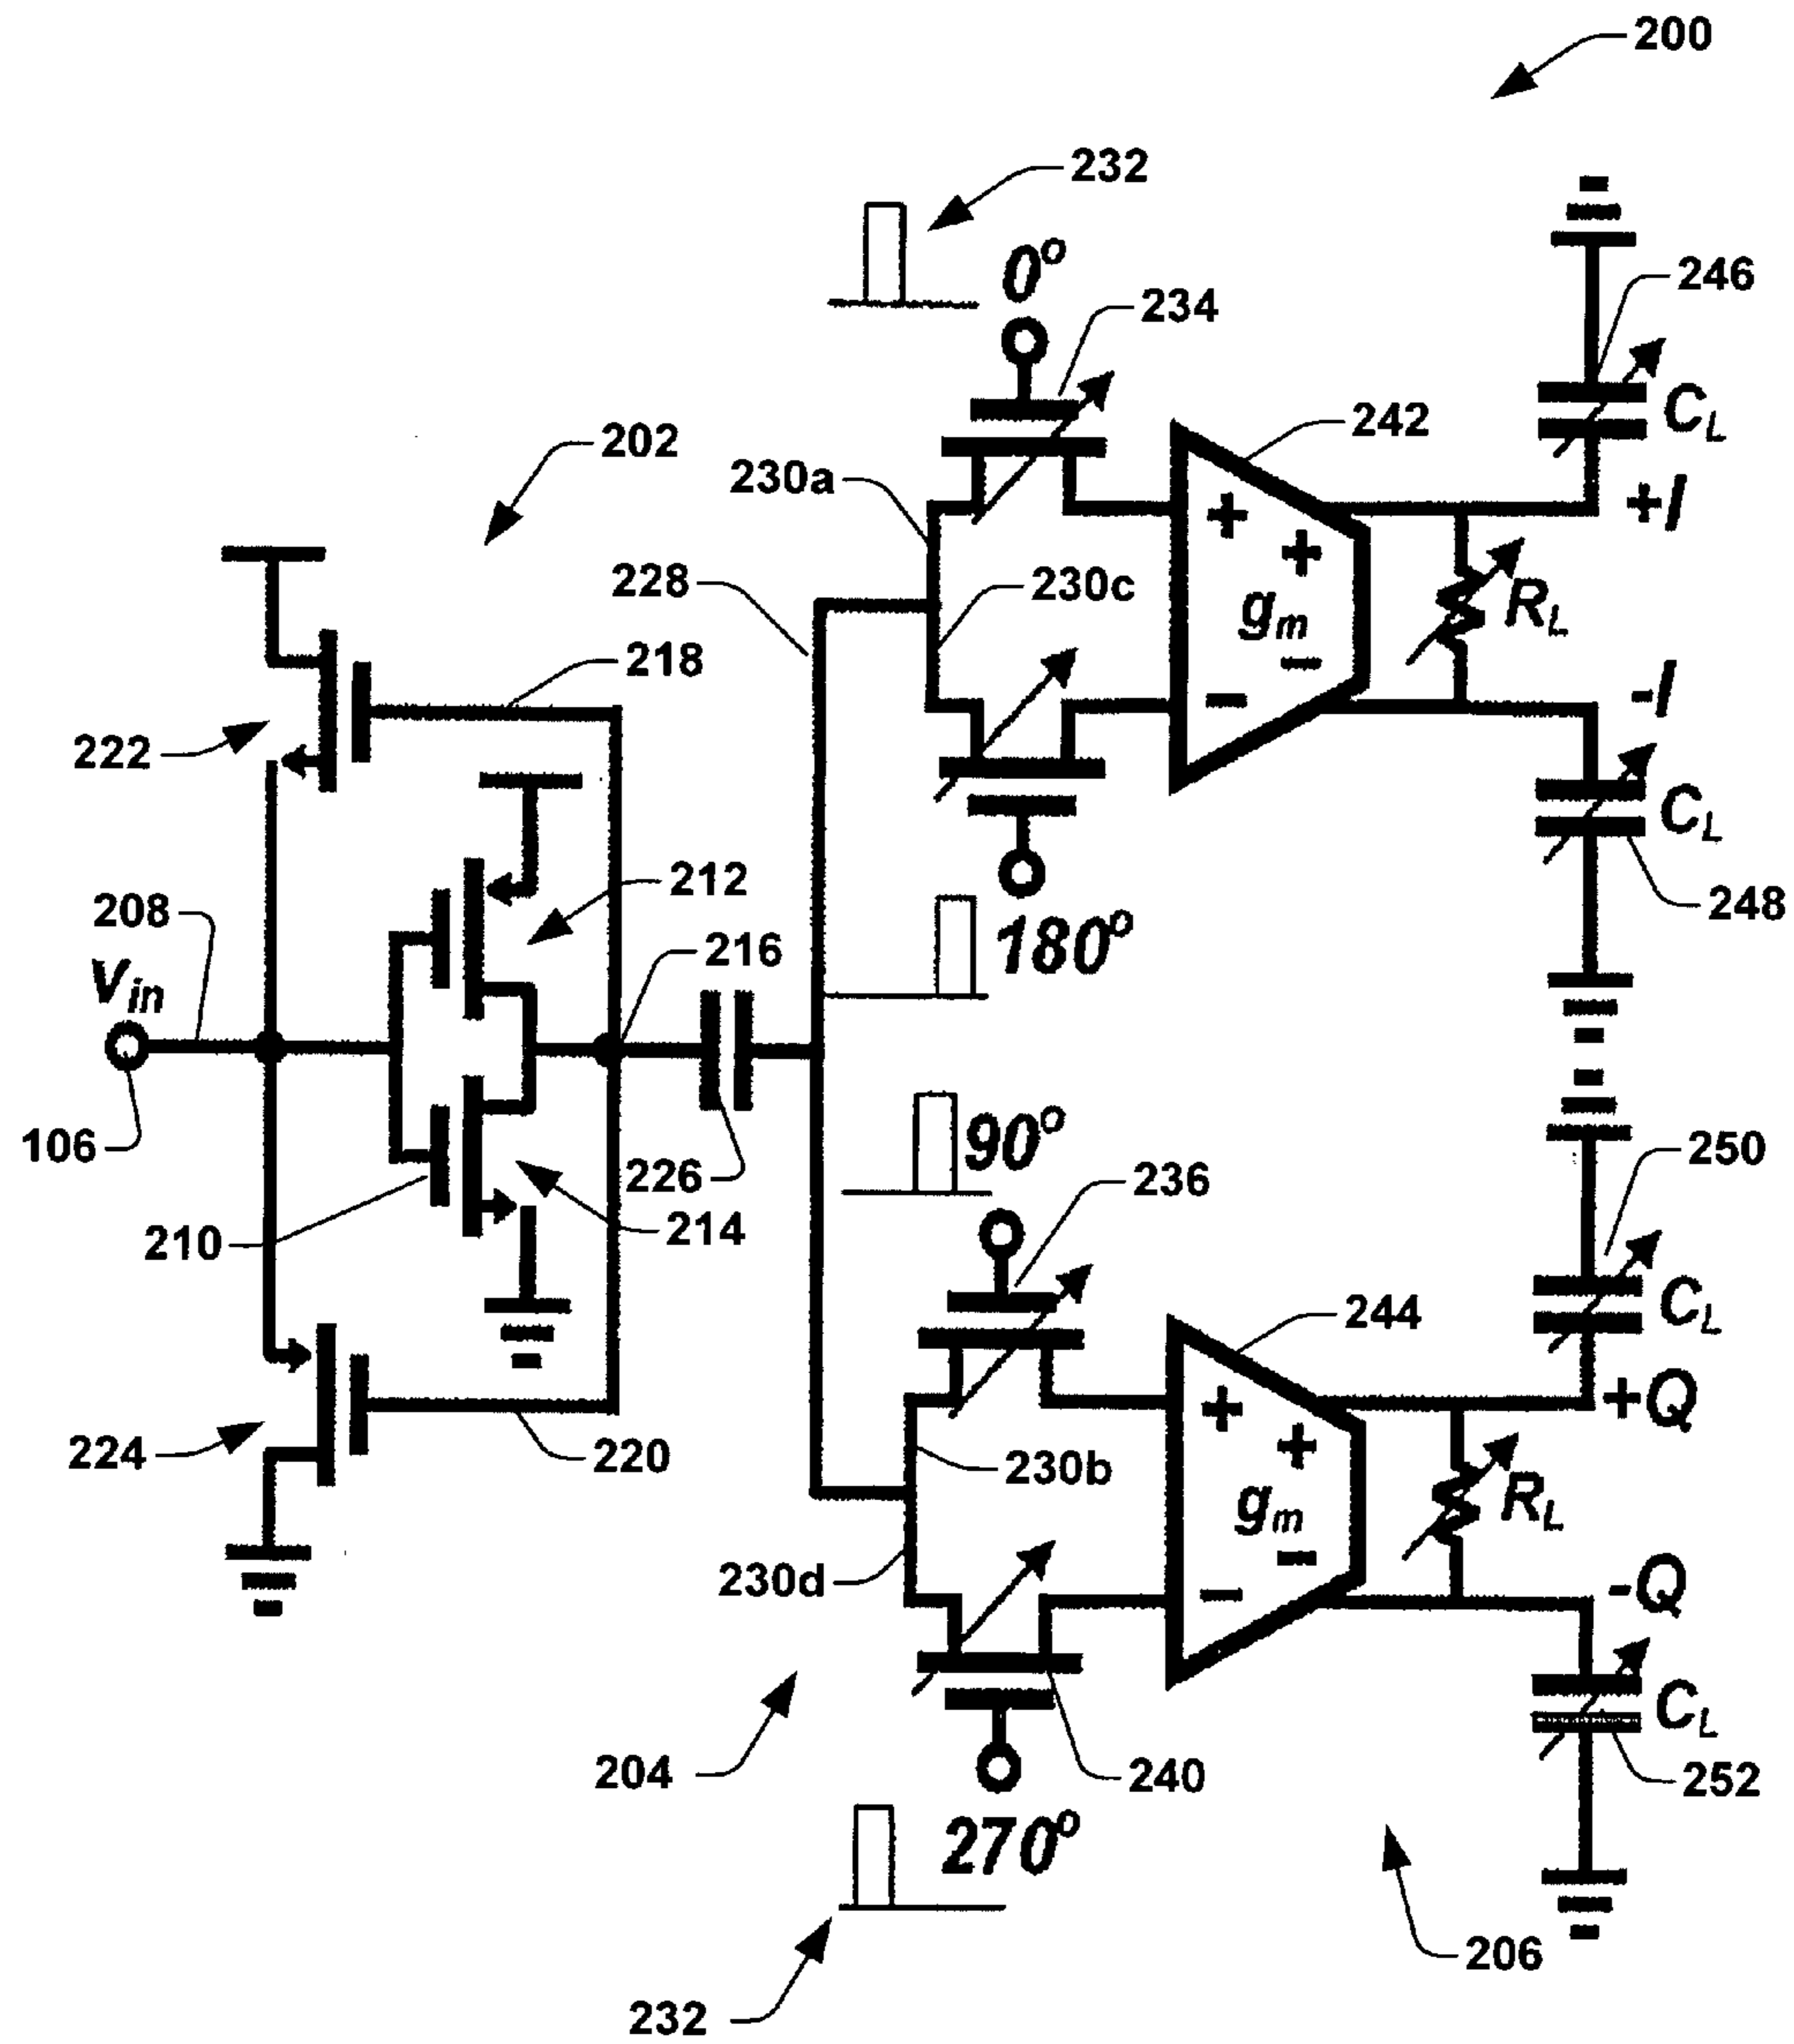 200
232
0°
234
246
C_L
202
230a
242
+I
228
230c
+
+
g_m
−
−
R_L
-I
218
222
C_L
212
248
208
216
180°
V_in
106
226
90°
236
250
210
214
C_L
244
+Q
224
220
230b
+
+
g_m
−
−
R_L
230d
-Q
C_L
204
240
252
270°
206
232